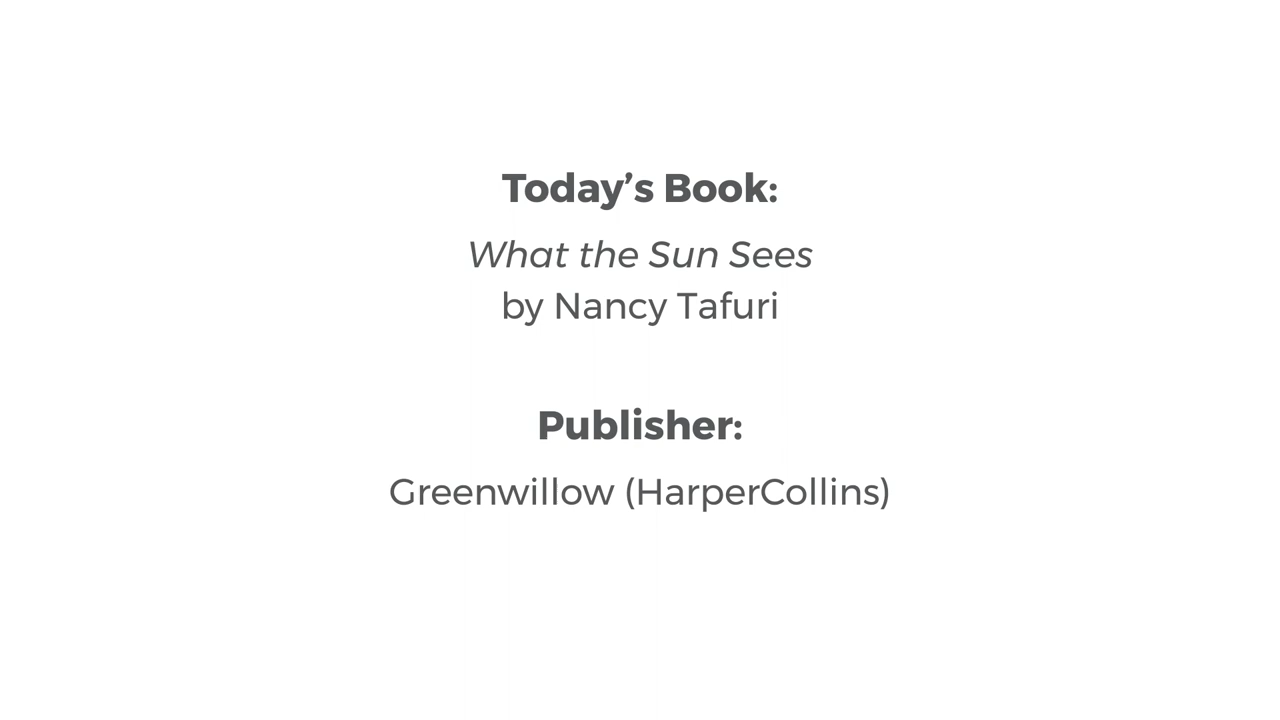 Today’s Book:
What the Sun Sees
by Nancy Tafuri
Publisher:
Greenwillow (HarperCollins)